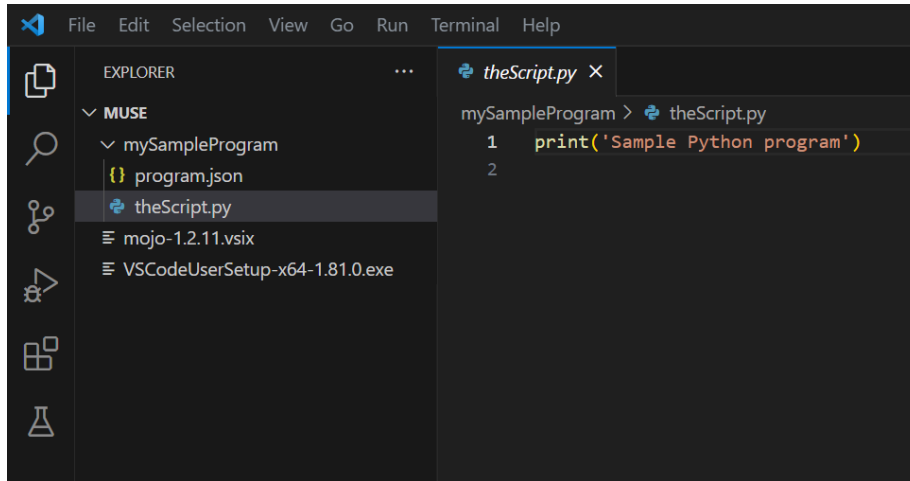 File Edit Selection View Go Run Terminal Help
EXPLORER ...
MUSE
mySampleProgram
{} program.json
theScript.py
mojo-1.2.11.vsix
VSCodeUserSetup-x64-1.81.0.exe
theScript.py
mySampleProgram > theScript.py
1 print('Sample Python program')
2